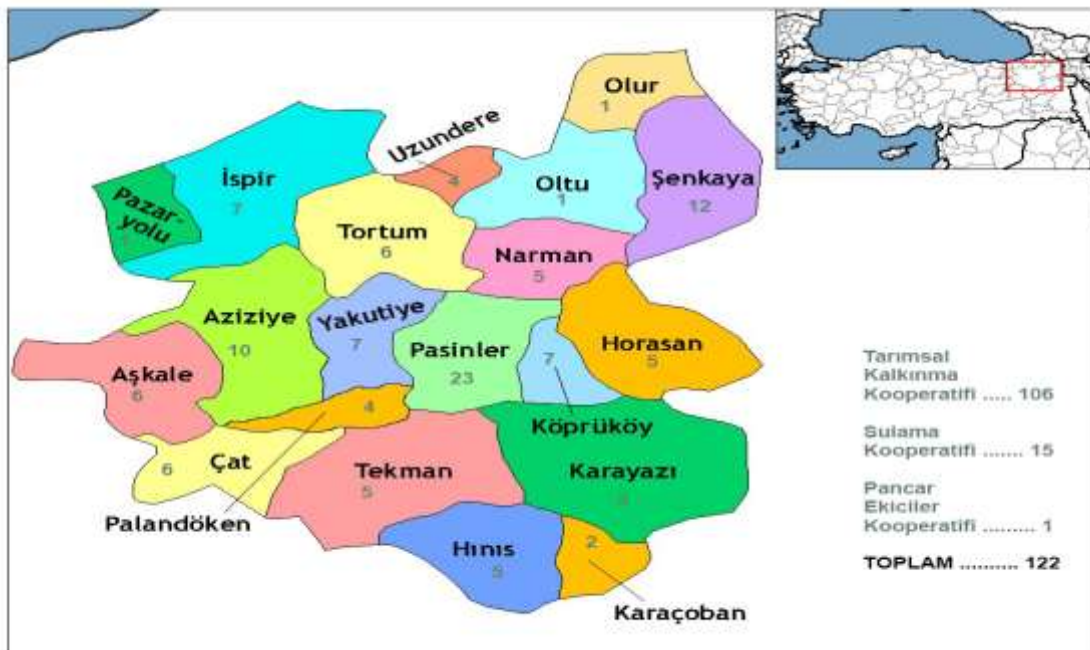 Olur
1
Uzundere
4
İspir
7
Oltu
1
Şenkaya
12
Pazar-
yolu
Tortum
6
Narman
5
Aziziye
10
Yakutiye
7
Pasinler
23
7
Horasan
5
Aşkale
6
4
Köprüköy
Çat
6
Tekman
5
Karayazı
Palandöken
Hınıs
2
Karaçoban
Tarımsal
Kalkınma
Kooperatifi ..... 106
Sulama
Kooperatifi ....... 15
Pancar
Ekiciler
Kooperatifi ......... 1
TOPLAM .......... 122